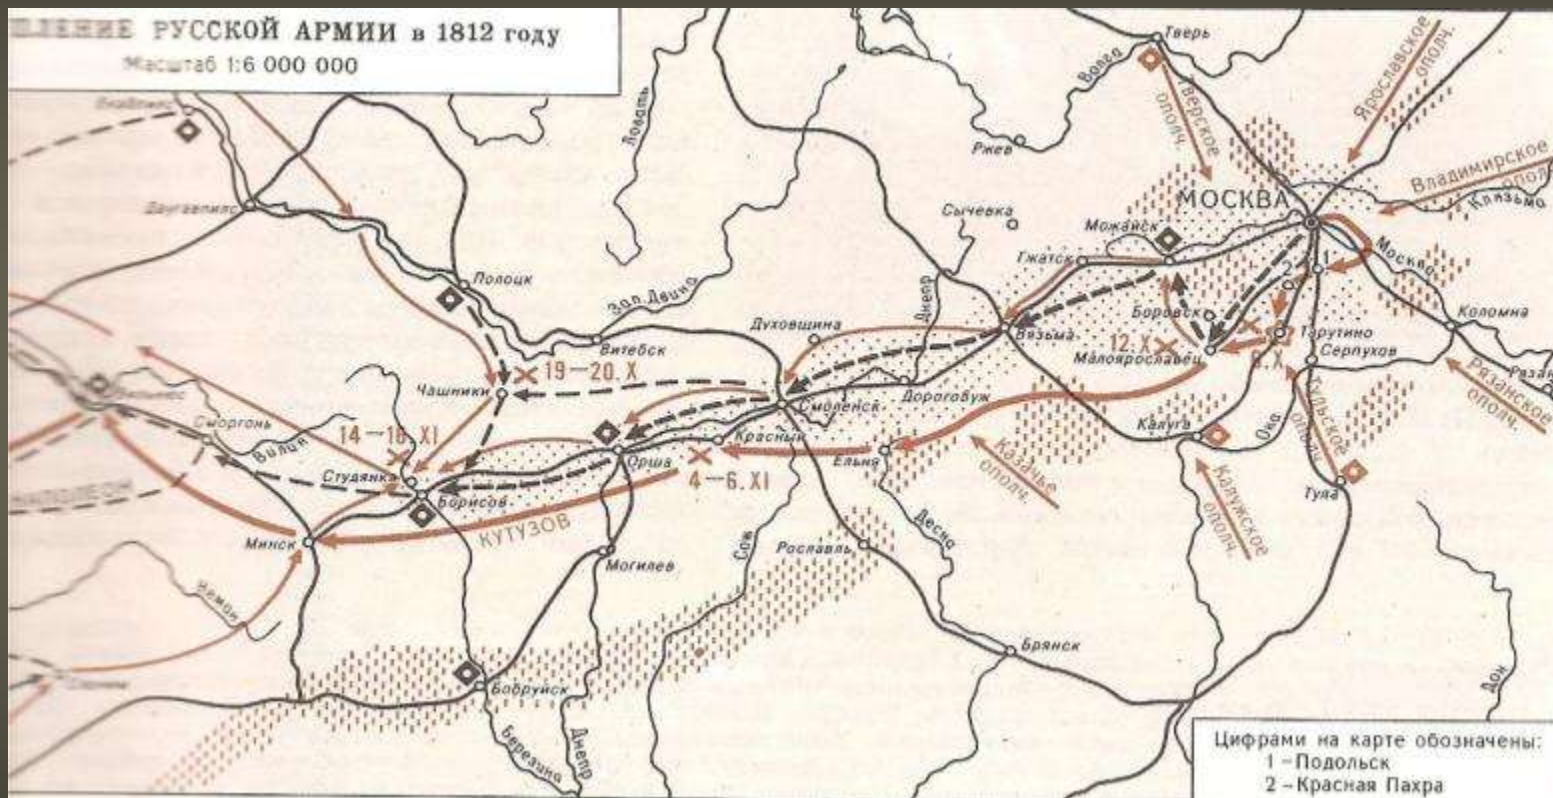 РУССКОЙ АРМИИ в 1812 году
Масштаб 1:6 000 000
Тверь
Волга
Ярославское
ополч.
Тверское
ополч.
Ловать
Ржев
Владимирское
ополч.
Клязьма
МОСКВА
Москва
Можайск
Сычевка
Гжатск
1
2
Даугавпилс
Полоцк
Зап. Двина
Днепр
Боровск
Коломна
Тарутино
Духовщина
Вязьма
12.X
Малоярославец
Серпухов
Витебск
19–20. X
Чашники
Смоленск
Дорогобуж
Рязанское
ополч.
Вильнюс
Сморгонь
Вилия
14–16. XI
Красный
Калуга
Ока
Тульское
ополч.
Студянка
Орша
Ельня
Казачье
ополч.
4–6. XI
Тула
НАПОЛЕОН
Борисов
КУТУЗОВ
Калужское
ополч.
Минск
Могилев
Сож
Рославль
Десна
Неман
Брянск
Дон
Бобруйск
Березина
Днепр
Цифрами на карте обозначены:
1 – Подольск
2 – Красная Пахра